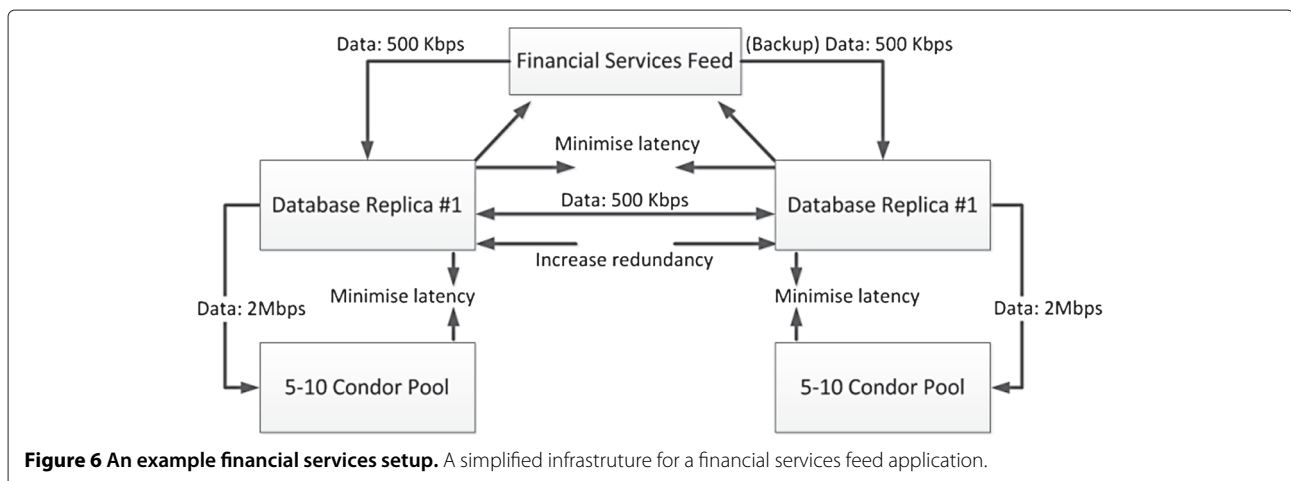 Data: 500 Kbps
Financial Services Feed
(Backup) Data: 500 Kbps
Minimise latency
Database Replica #1
Data: 500 Kbps
Database Replica #1
Increase redundancy
Minimise latency
Minimise latency
Data: 2Mbps
Data: 2Mbps
5-10 Condor Pool
5-10 Condor Pool
Figure 6 An example financial services setup. A simplified infrastruture for a financial services feed application.